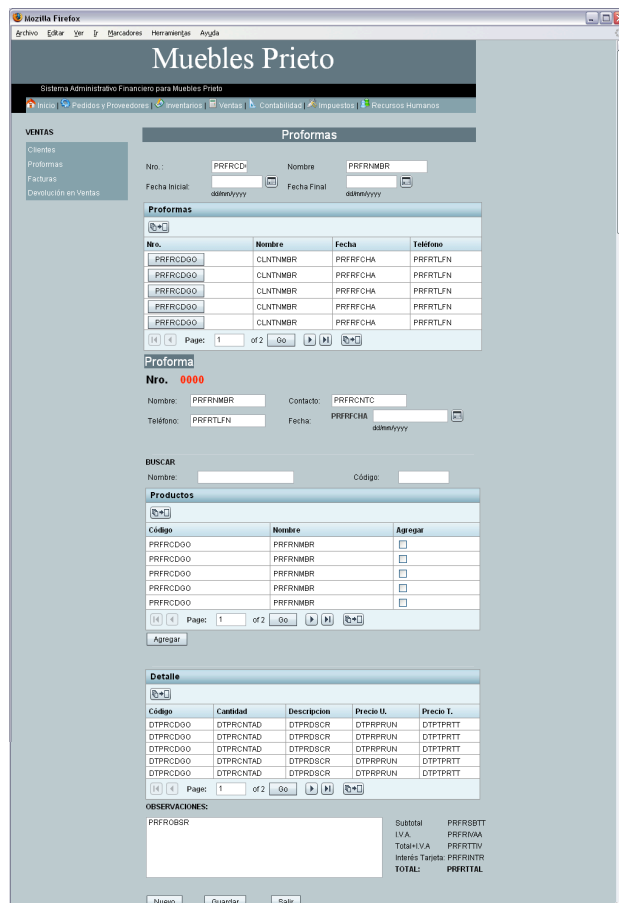 Mozilla Firefox
Archivo Editar Ver Ir Marcadores Herramientas Ayuda
Muebles Prieto
Sistema Administrativo Financiero para Muebles Prieto
Inicio | Pedidos y Proveedores | Inventarios | Ventas | Contabilidad | Impuestos | Recursos Humanos
VENTAS
Clientes
Proformas
Facturas
Devolución en Ventas
Proformas
Nro. : PRFRCD Nombre PRFRNMBR
Fecha Inicial: Fecha Final
dd/mm/yyyy dd/mm/yyyy
Proformas
Nro. Nombre Fecha Teléfono
PRFRCDGO CLNTNMBR PRFRFCHA PRFRTLFN
PRFRCDGO CLNTNMBR PRFRFCHA PRFRTLFN
PRFRCDGO CLNTNMBR PRFRFCHA PRFRTLFN
PRFRCDGO CLNTNMBR PRFRFCHA PRFRTLFN
PRFRCDGO CLNTNMBR PRFRFCHA PRFRTLFN
Page: 1 of 2 Go
Proforma
Nro. 0000
Nombre: PRFRNMBR Contacto: PRFRCNTC
Teléfono: PRFRTLFN Fecha: PRFRFCHA
dd/mm/yyyy
BUSCAR
Nombre: Código:
Productos
Código Nombre Agregar
PRFRCDGO PRFRNMBR
PRFRCDGO PRFRNMBR
PRFRCDGO PRFRNMBR
PRFRCDGO PRFRNMBR
PRFRCDGO PRFRNMBR
Page: 1 of 2 Go
Agregar
Detalle
Código Cantidad Descripcion Precio U. Precio T.
DTPRCDGO DTPRCNTAD DTPRDSCR DTPRPRUN DTPTPRTT
DTPRCDGO DTPRCNTAD DTPRDSCR DTPRPRUN DTPTPRTT
DTPRCDGO DTPRCNTAD DTPRDSCR DTPRPRUN DTPTPRTT
DTPRCDGO DTPRCNTAD DTPRDSCR DTPRPRUN DTPTPRTT
DTPRCDGO DTPRCNTAD DTPRDSCR DTPRPRUN DTPTPRTT
Page: 1 of 2 Go
OBSERVACIONES:
PRFROBSR
Subtotal PRFRSBTT
I.V.A. PRFRIVAA
Total+I.V.A PRFRTTIV
Interés Tarjeta: PRFRINTR
TOTAL: PRFRTTAL
Nuevo Guardar Salir